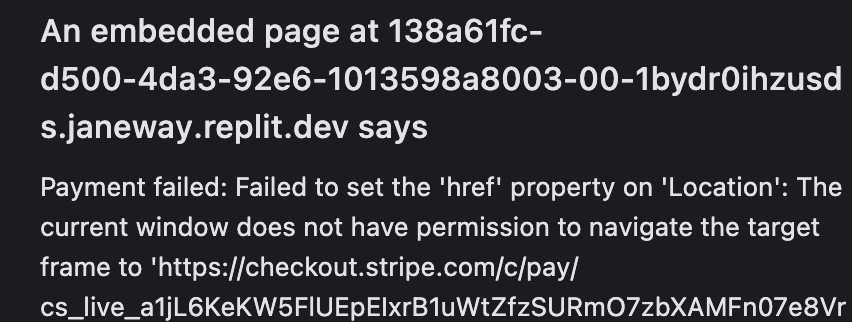 An embedded page at 138a61fc-
d500-4da3-92e6-1013598a8003-00-1bydr0ihzusd
s.janeway.replit.dev says
Payment failed: Failed to set the 'href' property on 'Location': The
current window does not have permission to navigate the target
frame to 'https://checkout.stripe.com/c/pay/
cs_live_a1jL6KeKW5FlUEpEIxrB1uWtZfzSURmO7zbXAMFn07e8Vr